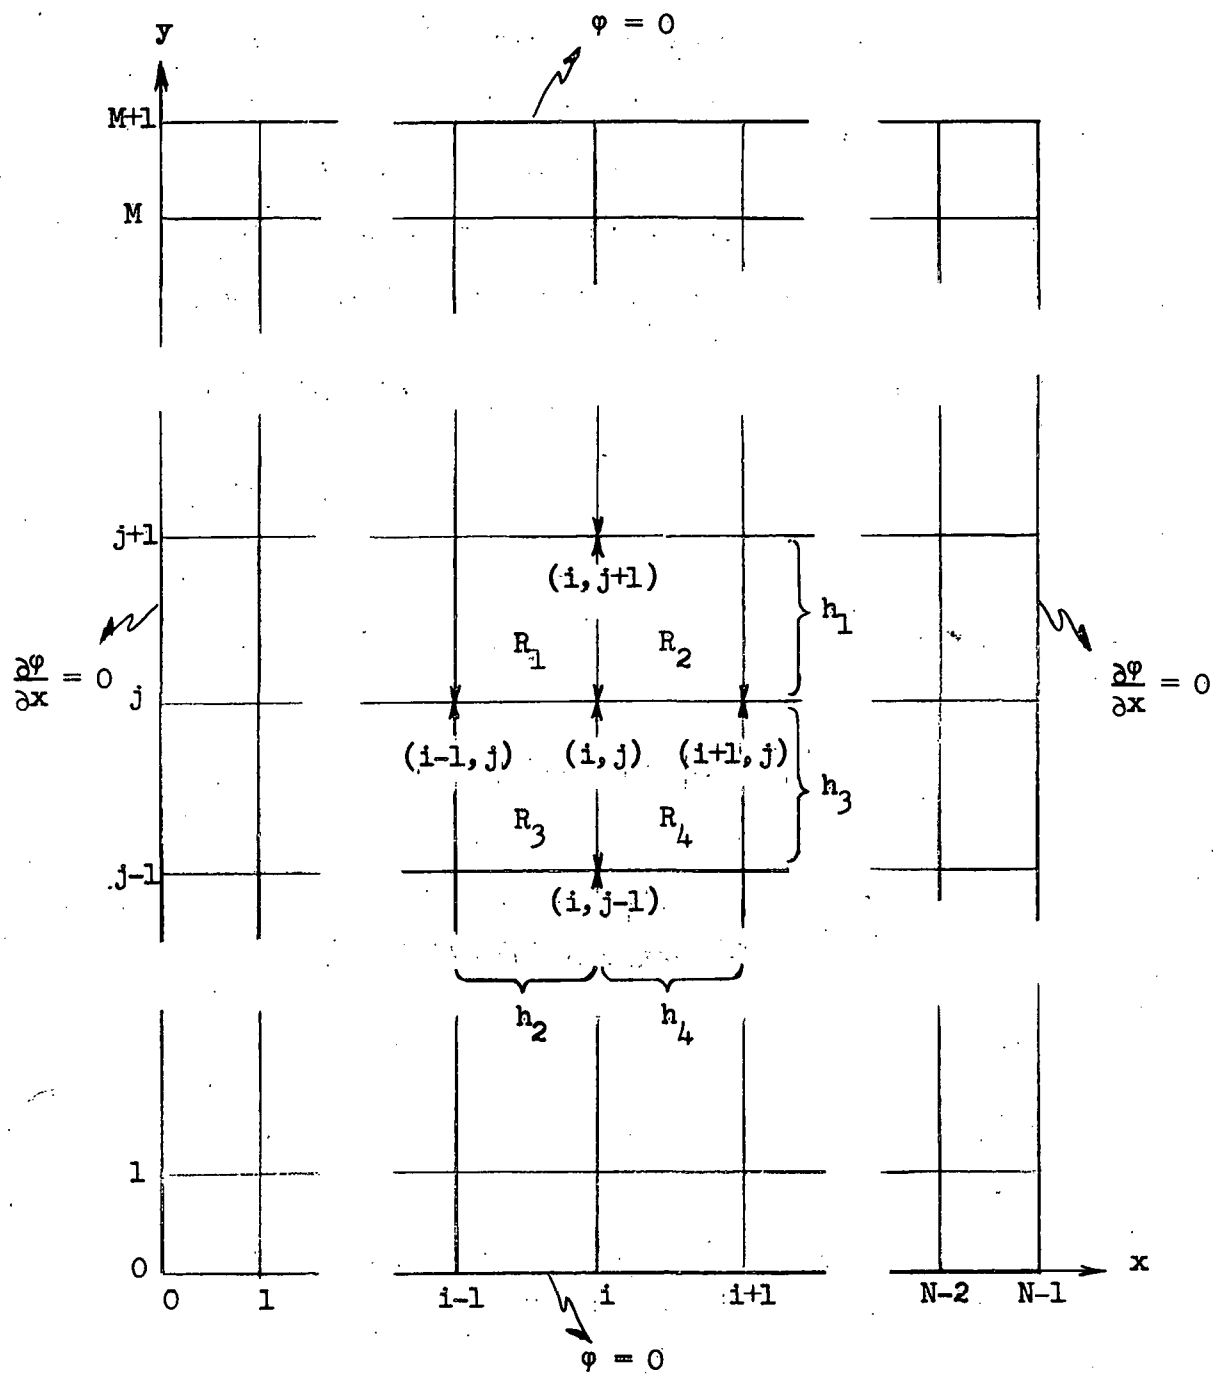 φ = 0
y
M+1
M
j+1
(i, j+1)
h1
R1
R2
∂φ/∂x = 0
∂φ/∂x = 0
j
(i-1, j)
(i, j)
(i+1, j)
h3
R3
R4
j-1
(i, j-1)
h2
h4
1
0
x
0
1
i-1
i
i+1
N-2
N-1
φ = 0